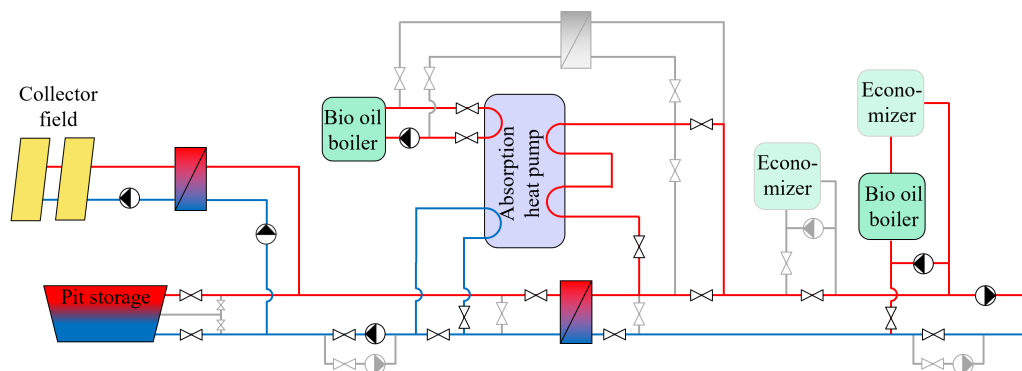 Collector
field
Bio oil
boiler
Absorption
heat pump
Econo-
mizer
Econo-
mizer
Bio oil
boiler
Pit storage